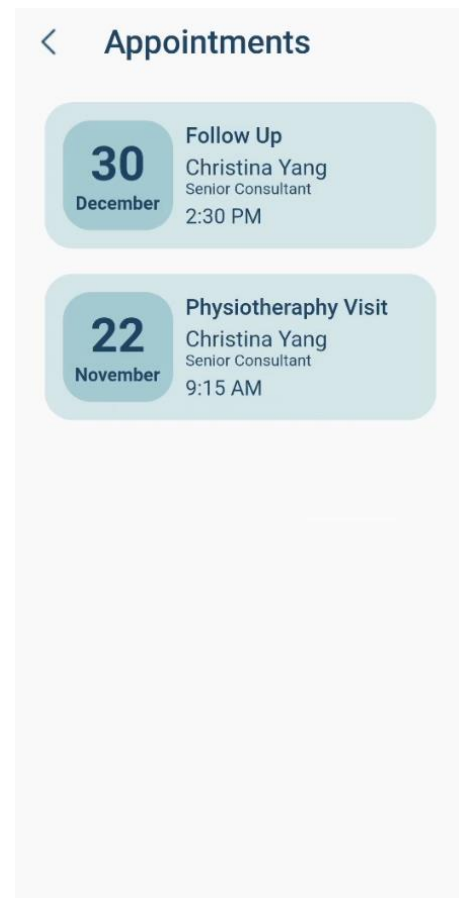 Appointments
30
December
Follow Up
Christina Yang
Senior Consultant
2:30 PM
22
November
Physiotheraphy Visit
Christina Yang
Senior Consultant
9:15 AM